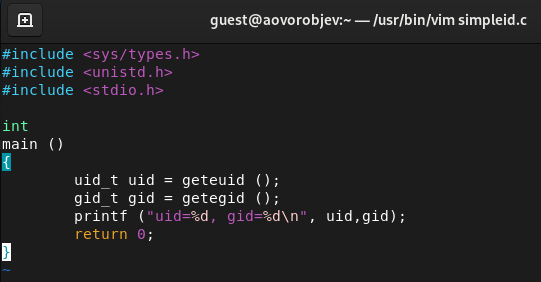 guest@aovorobjev:~ — /usr/bin/vim simpleid.c
#include <sys/types.h>
#include <unistd.h>
#include <stdio.h>

int
main ()
{
        uid_t uid = geteuid ();
        gid_t gid = getegid ();
        printf ("uid=%d, gid=%d\n", uid,gid);
        return 0;
}
~